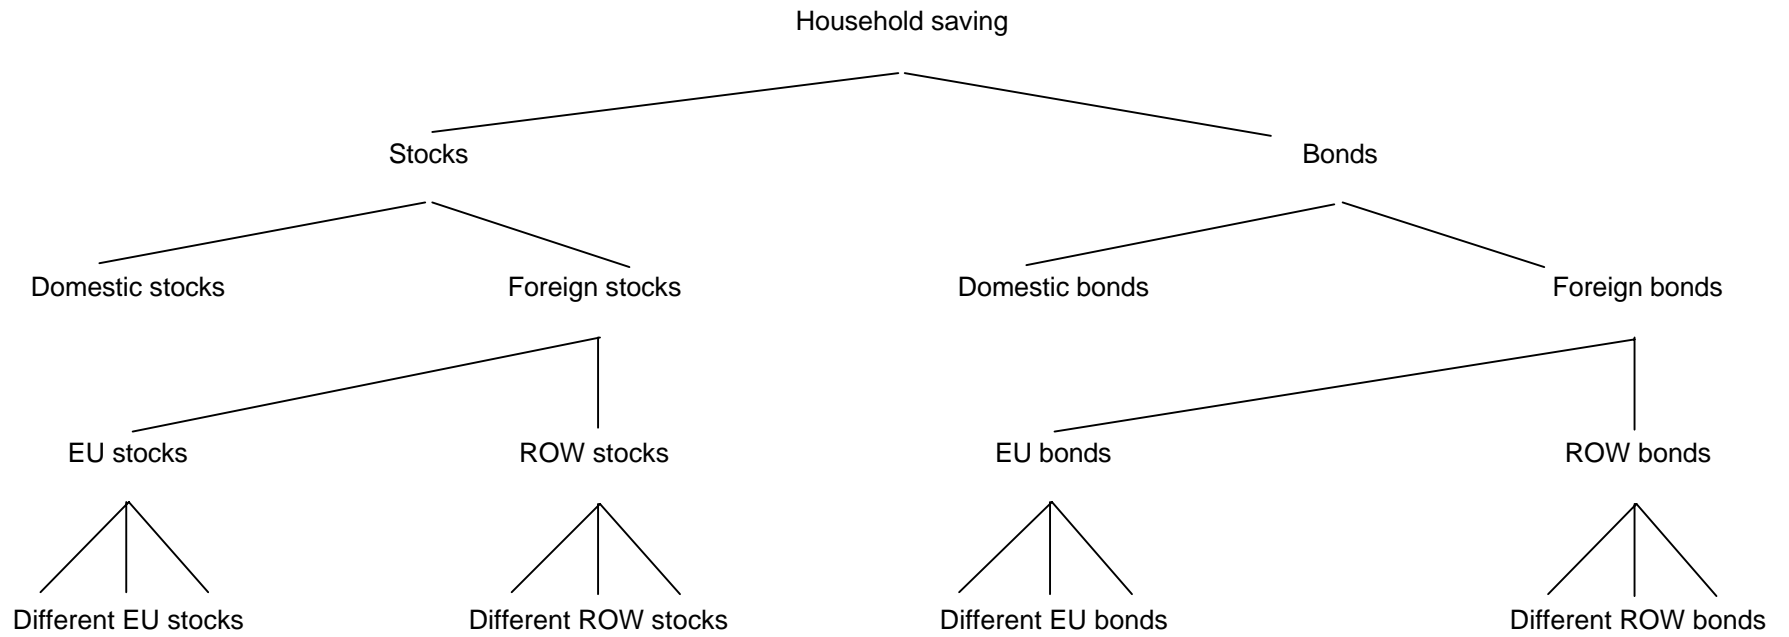 Household saving
Stocks
Bonds
Domestic stocks
Foreign stocks
Domestic bonds
Foreign bonds
EU stocks
ROW stocks
EU bonds
ROW bonds
Different EU stocks
Different ROW stocks
Different EU bonds
Different ROW bonds